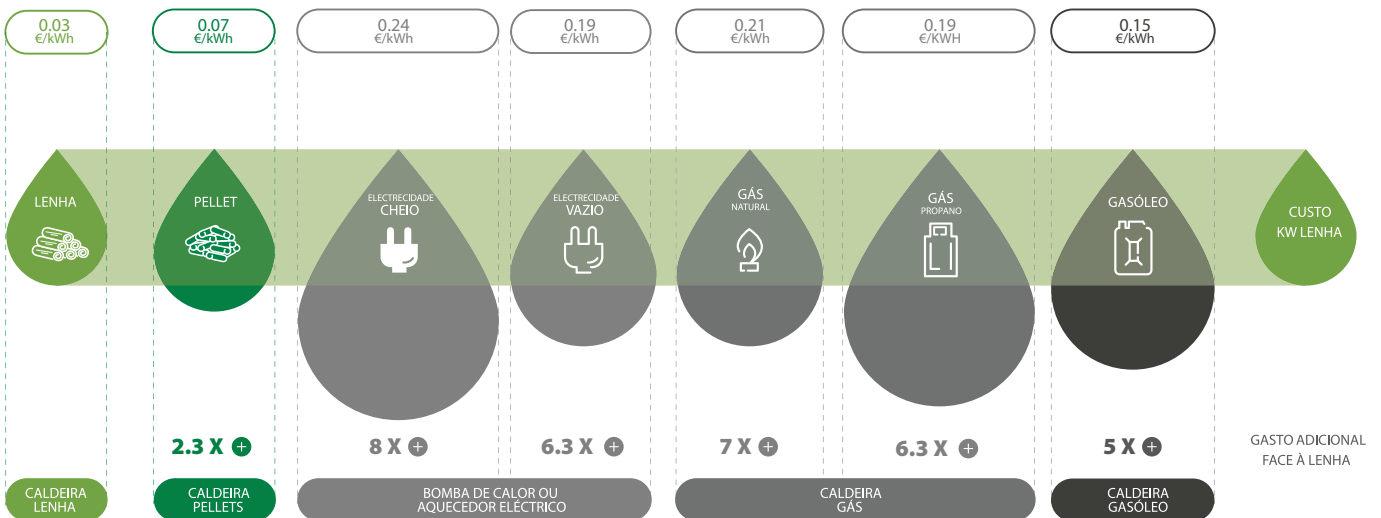 0.03
€/kWh
0.07
€/kWh
0.24
€/kWh
0.19
€/kWh
0.21
€/kWh
0.19
€/KWH
0.15
€/kWh
LENHA
PELLET
ELECTRECIDADE
CHEIO
ELECTRECIDADE
VAZIO
GÁS
NATURAL
GÁS
PROPANO
GASÓLEO
CUSTO
KW LENHA
2.3 X +
8 X +
6.3 X +
7 X +
6.3 X +
5 X +
GASTO ADICIONAL
FACE À LENHA
CALDEIRA
LENHA
CALDEIRA
PELLETS
BOMBA DE CALOR OU
AQUECEDOR ELÉCTRICO
CALDEIRA
GÁS
CALDEIRA
GASÓLEO